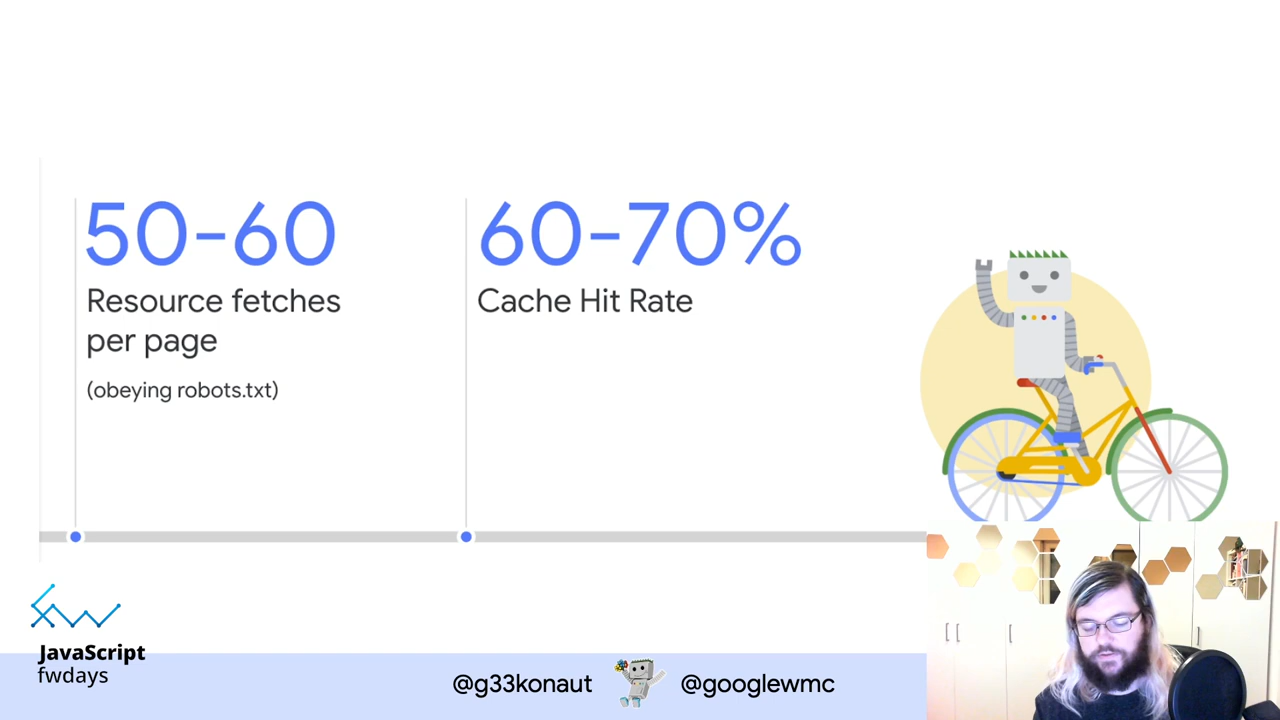 50-60
Resource fetches
per page
(obeying robots.txt)
60-70%
Cache Hit Rate
JavaScript
fwdays
@g33konaut
@googlewmc